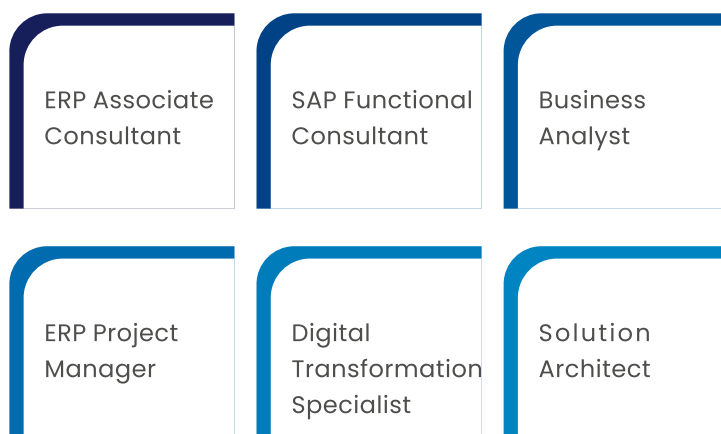 ERP Associate
Consultant
SAP Functional
Consultant
Business
Analyst
ERP Project
Manager
Digital
Transformation
Specialist
Solution
Architect